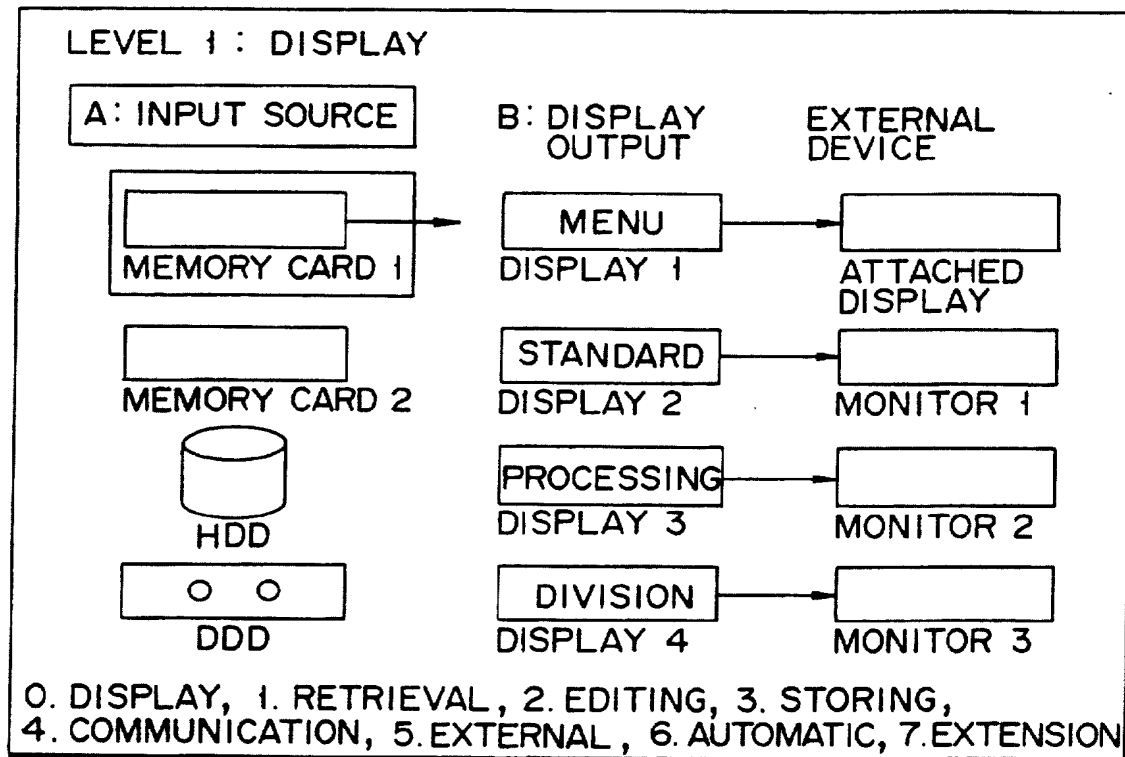 LEVEL 1 : DISPLAY
A: INPUT SOURCE
B: DISPLAY OUTPUT
EXTERNAL DEVICE
MEMORY CARD 1
MENU
DISPLAY 1
ATTACHED DISPLAY
MEMORY CARD 2
STANDARD
DISPLAY 2
MONITOR 1
HDD
PROCESSING
DISPLAY 3
MONITOR 2
DDD
DIVISION
DISPLAY 4
MONITOR 3
0. DISPLAY, 1. RETRIEVAL, 2. EDITING, 3. STORING,
4. COMMUNICATION, 5. EXTERNAL, 6. AUTOMATIC, 7. EXTENSION